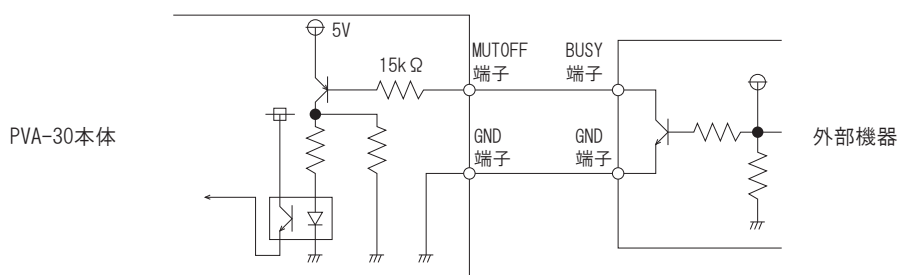 5V
15kΩ
MUTOFF
端子
BUSY
端子
PVA-30本体
GND
端子
GND
端子
外部機器